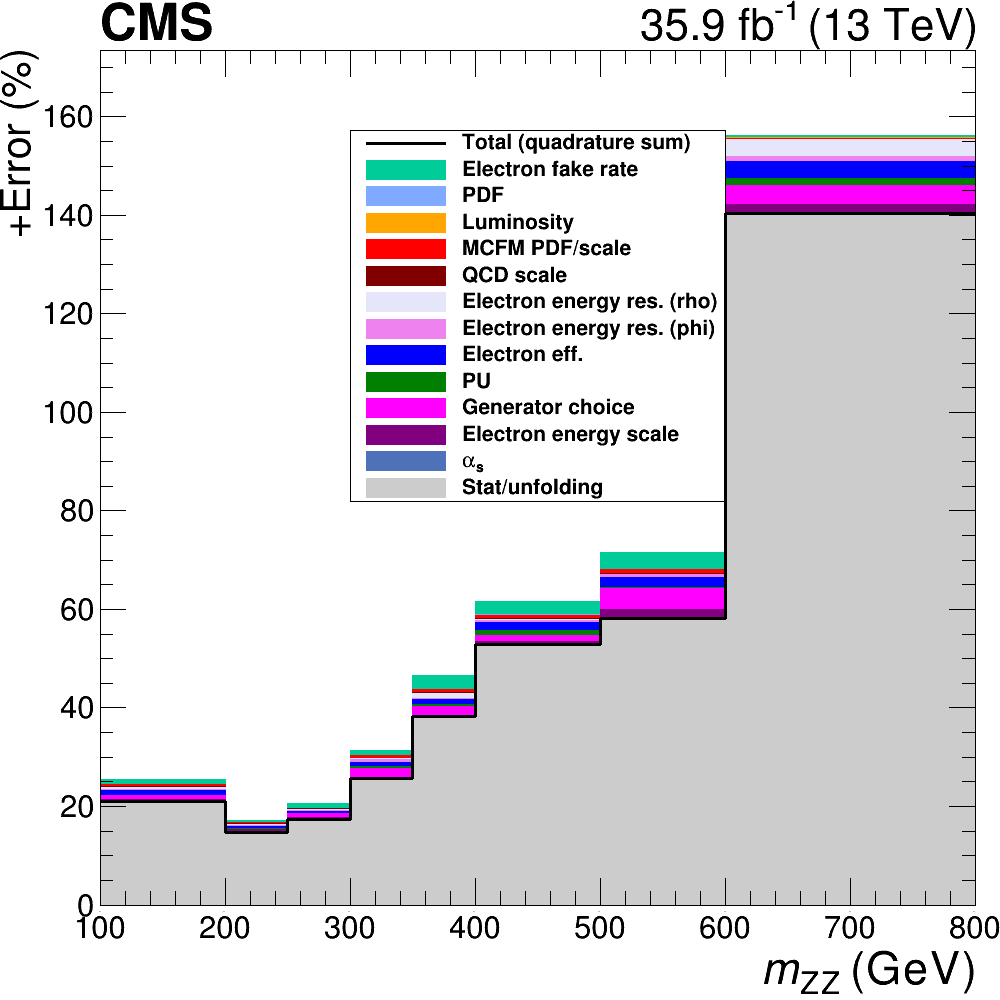 CMS
35.9 fb⁻¹ (13 TeV)
+Error (%)
160
140
120
100
80
60
40
20
0
Total (quadrature sum)
Electron fake rate
PDF
Luminosity
MCFM PDF/scale
QCD scale
Electron energy res. (rho)
Electron energy res. (phi)
Electron eff.
PU
Generator choice
Electron energy scale
αs
Stat/unfolding
100 200 300 400 500 600 700 800
mZZ (GeV)